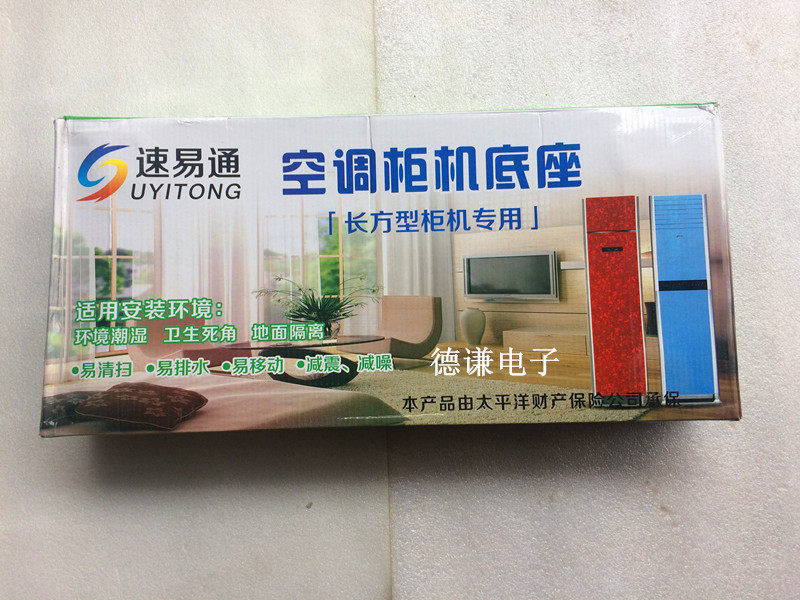 速易通
UYITONG
空调柜机底座
「长方型柜机专用」
适用安装环境:
环境潮湿 卫生死角 地面隔离
•易清扫 •易排水 •易移动 •减震、减噪
德谦电子
本产品由太平洋财产保险公司承保